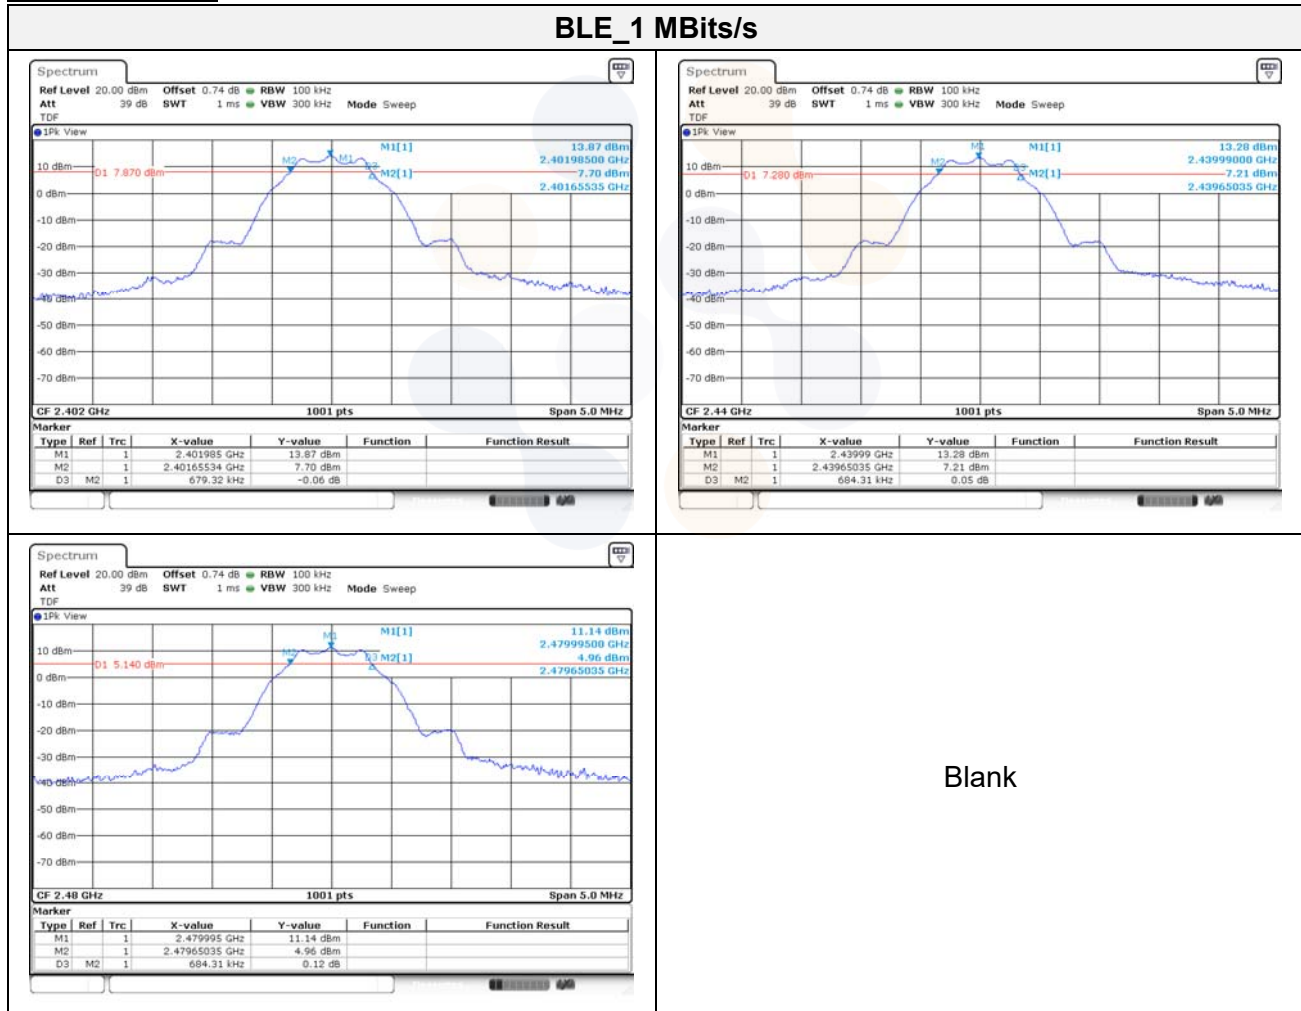 BLE_1 MBits/s
Spectrum
Ref Level 20.00 dBm Offset 0.74 dB RBW 100 kHz
Att 39 dB SWT 1 ms VBW 300 kHz Mode Sweep
TDF
1Pk View
M1[1] 13.87 dBm
2.40198500 GHz
M2[1] 7.70 dBm
2.40165535 GHz
M2 M1 D3
10 dBm
D1 7.870 dBm
0 dBm
-10 dBm
-20 dBm
-30 dBm
-40 dBm
-50 dBm
-60 dBm
-70 dBm
CF 2.402 GHz 1001 pts Span 5.0 MHz
Marker
Type Ref Trc X-value Y-value Function Function Result
M1 1 2.401985 GHz 13.87 dBm
M2 1 2.40165534 GHz 7.70 dBm
D3 M2 1 679.32 kHz -0.06 dB
Spectrum
Ref Level 20.00 dBm Offset 0.74 dB RBW 100 kHz
Att 39 dB SWT 1 ms VBW 300 kHz Mode Sweep
TDF
1Pk View
M1[1] 13.28 dBm
2.43999000 GHz
M2[1] 7.21 dBm
2.43965035 GHz
M2 M1 D3
10 dBm
D1 7.280 dBm
0 dBm
-10 dBm
-20 dBm
-30 dBm
-40 dBm
-50 dBm
-60 dBm
-70 dBm
CF 2.44 GHz 1001 pts Span 5.0 MHz
Marker
Type Ref Trc X-value Y-value Function Function Result
M1 1 2.43999 GHz 13.28 dBm
M2 1 2.43965035 GHz 7.21 dBm
D3 M2 1 684.31 kHz 0.05 dB
Spectrum
Ref Level 20.00 dBm Offset 0.74 dB RBW 100 kHz
Att 39 dB SWT 1 ms VBW 300 kHz Mode Sweep
TDF
1Pk View
M1[1] 11.14 dBm
2.47999500 GHz
M2[1] 4.96 dBm
2.47965035 GHz
M2 M1 D3
10 dBm
D1 5.140 dBm
0 dBm
-10 dBm
-20 dBm
-30 dBm
-40 dBm
-50 dBm
-60 dBm
-70 dBm
CF 2.48 GHz 1001 pts Span 5.0 MHz
Marker
Type Ref Trc X-value Y-value Function Function Result
M1 1 2.479995 GHz 11.14 dBm
M2 1 2.47965035 GHz 4.96 dBm
D3 M2 1 684.31 kHz 0.12 dB
Blank